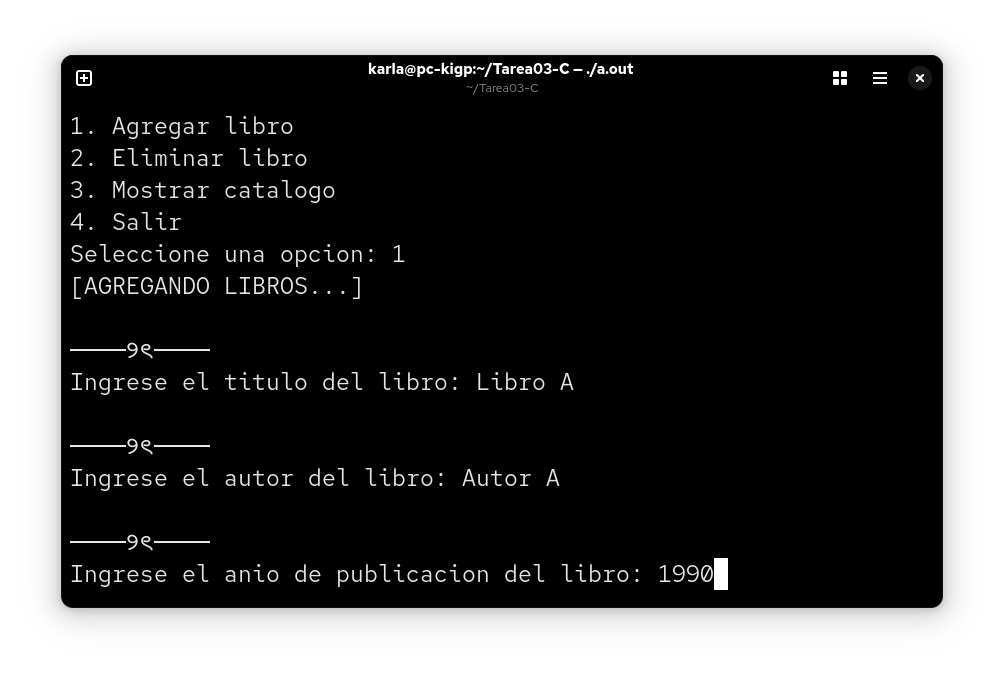 karla@pc-kigp:~/Tarea03-C — ./a.out
~/Tarea03-C
1. Agregar libro
2. Eliminar libro
3. Mostrar catalogo
4. Salir
Seleccione una opcion: 1
[AGREGANDO LIBROS...]
────୨ৎ────
Ingrese el titulo del libro: Libro A
────୨ৎ────
Ingrese el autor del libro: Autor A
────୨ৎ────
Ingrese el anio de publicacion del libro: 1990